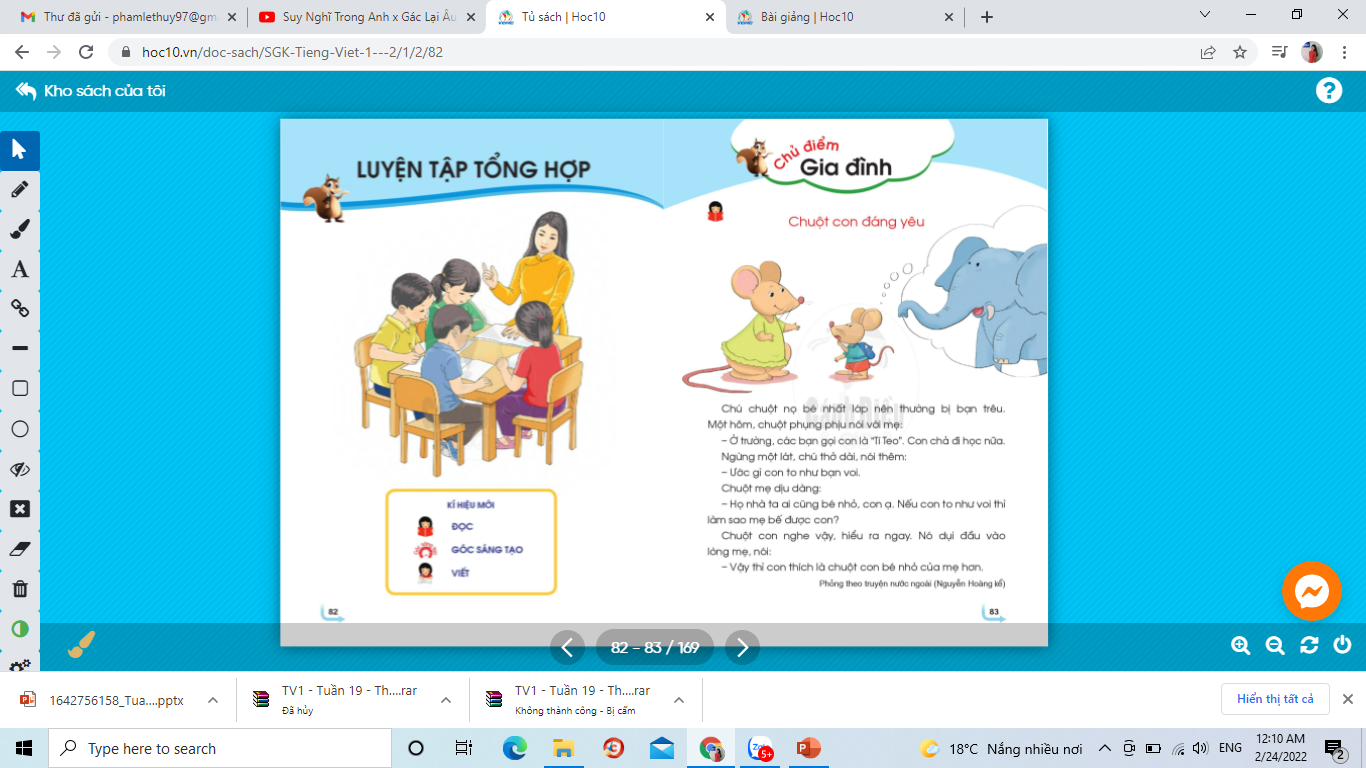 Thư đã gửi - phamlethuy97@gm
Suy Nghĩ Trong Anh x Gác Lại Âu
Tủ sách | Hoc10
Bài giảng | Hoc10
hoc10.vn/doc-sach/SGK-Tieng-Viet-1---2/1/2/82
Kho sách của tôi
?
LUYỆN TẬP TỔNG HỢP
KÍ HIỆU MỚI
ĐỌC
GÓC SÁNG TẠO
VIẾT
82
Chủ điểm
Gia đình
Chuột con đáng yêu
Chú chuột nọ bé nhất lớp nên thường bị bạn trêu.
Một hôm, chuột phụng phịu nói với mẹ:
– Ở trường, các bạn gọi con là "Tí Teo". Con chả đi học nữa.
Ngừng một lát, chú thở dài, nói thêm:
– Ước gì con to như bạn voi.
Chuột mẹ dịu dàng:
– Họ nhà ta ai cũng bé nhỏ, con ạ. Nếu con to như voi thì
làm sao mẹ bế được con?
Chuột con nghe vậy, hiểu ra ngay. Nó dụi đầu vào
lòng mẹ, nói:
– Vậy thì con thích là chuột con bé nhỏ của mẹ hơn.
Phỏng theo truyện nước ngoài (Nguyễn Hoàng kể)
83
Cánh Diều
A
82 – 83 / 169
1642756158_Tua....pptx
TV1 - Tuần 19 - Th....rar
Đã hủy
TV1 - Tuần 19 - Th....rar
Không thành công - Bị cấm
Hiển thị tất cả
Type here to search
5+
18°C Nắng nhiều nơi
ENG
12:10 AM
2/24/2022
2